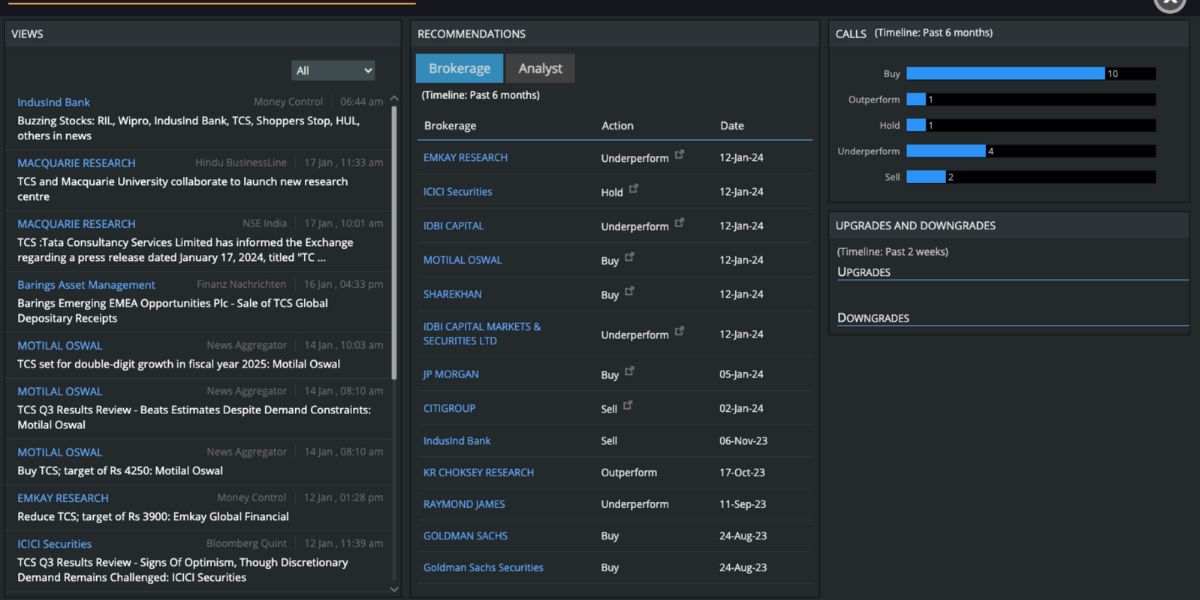 VIEWS
All
IndusInd Bank Money Control 06:44 am
Buzzing Stocks: RIL, Wipro, IndusInd Bank, TCS, Shoppers Stop, HUL,
others in news
MACQUARIE RESEARCH Hindu BusinessLine 17 Jan , 11:33 am
TCS and Macquarie University collaborate to launch new research
centre
MACQUARIE RESEARCH NSE India 17 Jan , 10:01 am
TCS :Tata Consultancy Services Limited has informed the Exchange
regarding a press release dated January 17, 2024, titled "TC ...
Barings Asset Management Finanz Nachrichten 16 Jan , 04:33 pm
Barings Emerging EMEA Opportunities Plc - Sale of TCS Global
Depositary Receipts
MOTILAL OSWAL News Aggregator 14 Jan , 10:03 am
TCS set for double-digit growth in fiscal year 2025: Motilal Oswal
MOTILAL OSWAL News Aggregator 14 Jan , 08:10 am
TCS Q3 Results Review - Beats Estimates Despite Demand Constraints:
Motilal Oswal
MOTILAL OSWAL News Aggregator 14 Jan , 08:10 am
Buy TCS; target of Rs 4250: Motilal Oswal
EMKAY RESEARCH Money Control 12 Jan , 01:28 pm
Reduce TCS; target of Rs 3900: Emkay Global Financial
ICICI Securities Bloomberg Quint 12 Jan , 11:39 am
TCS Q3 Results Review - Signs Of Optimism, Though Discretionary
Demand Remains Challenged: ICICI Securities
RECOMMENDATIONS
Brokerage Analyst
(Timeline: Past 6 months)
Brokerage Action Date
EMKAY RESEARCH Underperform 12-Jan-24
ICICI Securities Hold 12-Jan-24
IDBI CAPITAL Underperform 12-Jan-24
MOTILAL OSWAL Buy 12-Jan-24
SHAREKHAN Buy 12-Jan-24
IDBI CAPITAL MARKETS &
SECURITIES LTD Underperform 12-Jan-24
JP MORGAN Buy 05-Jan-24
CITIGROUP Sell 02-Jan-24
IndusInd Bank Sell 06-Nov-23
KR CHOKSEY RESEARCH Outperform 17-Oct-23
RAYMOND JAMES Underperform 11-Sep-23
GOLDMAN SACHS Buy 24-Aug-23
Goldman Sachs Securities Buy 24-Aug-23
CALLS (Timeline: Past 6 months)
Buy 10
Outperform 1
Hold 1
Underperform 4
Sell 2
UPGRADES AND DOWNGRADES
(Timeline: Past 2 weeks)
UPGRADES
DOWNGRADES